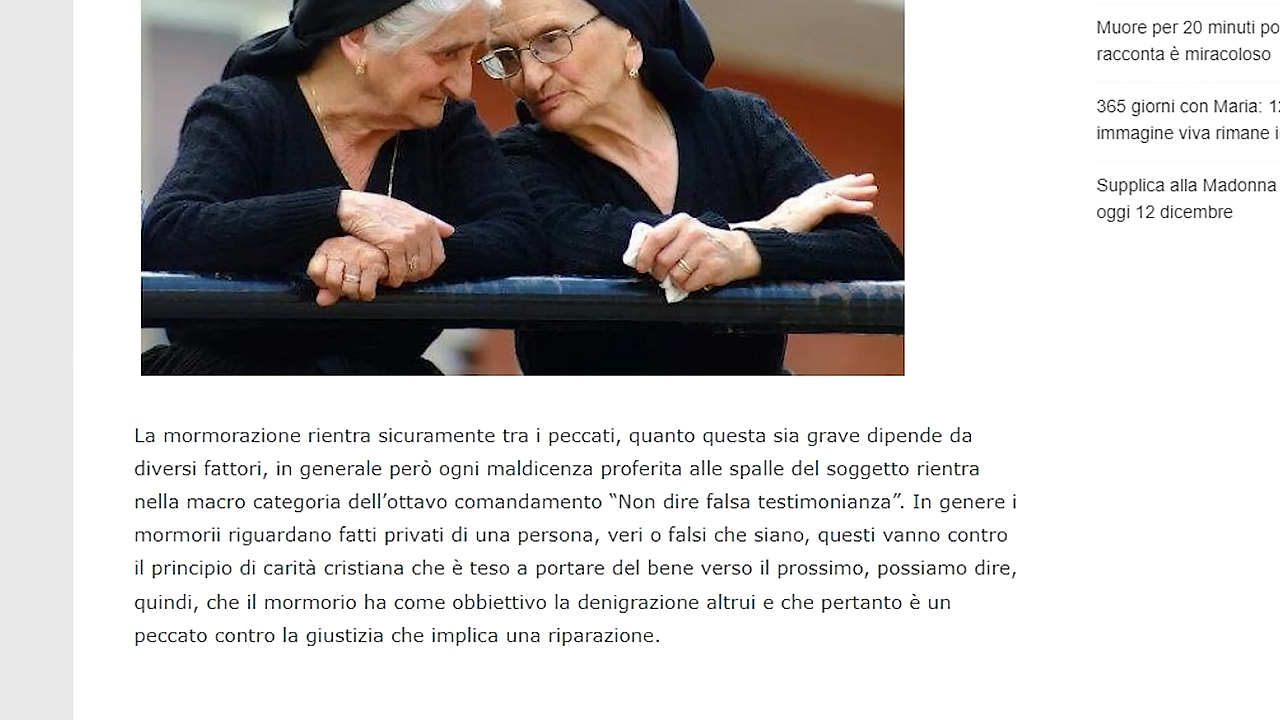 Muore per 20 minuti po
racconta è miracoloso
365 giorni con Maria: 12
immagine viva rimane i
Supplica alla Madonna
oggi 12 dicembre
La mormorazione rientra sicuramente tra i peccati, quanto questa sia grave dipende da
diversi fattori, in generale però ogni maldicenza proferita alle spalle del soggetto rientra
nella macro categoria dell’ottavo comandamento “Non dire falsa testimonianza”. In genere i
mormorii riguardano fatti privati di una persona, veri o falsi che siano, questi vanno contro
il principio di carità cristiana che è teso a portare del bene verso il prossimo, possiamo dire,
quindi, che il mormorio ha come obbiettivo la denigrazione altrui e che pertanto è un
peccato contro la giustizia che implica una riparazione.